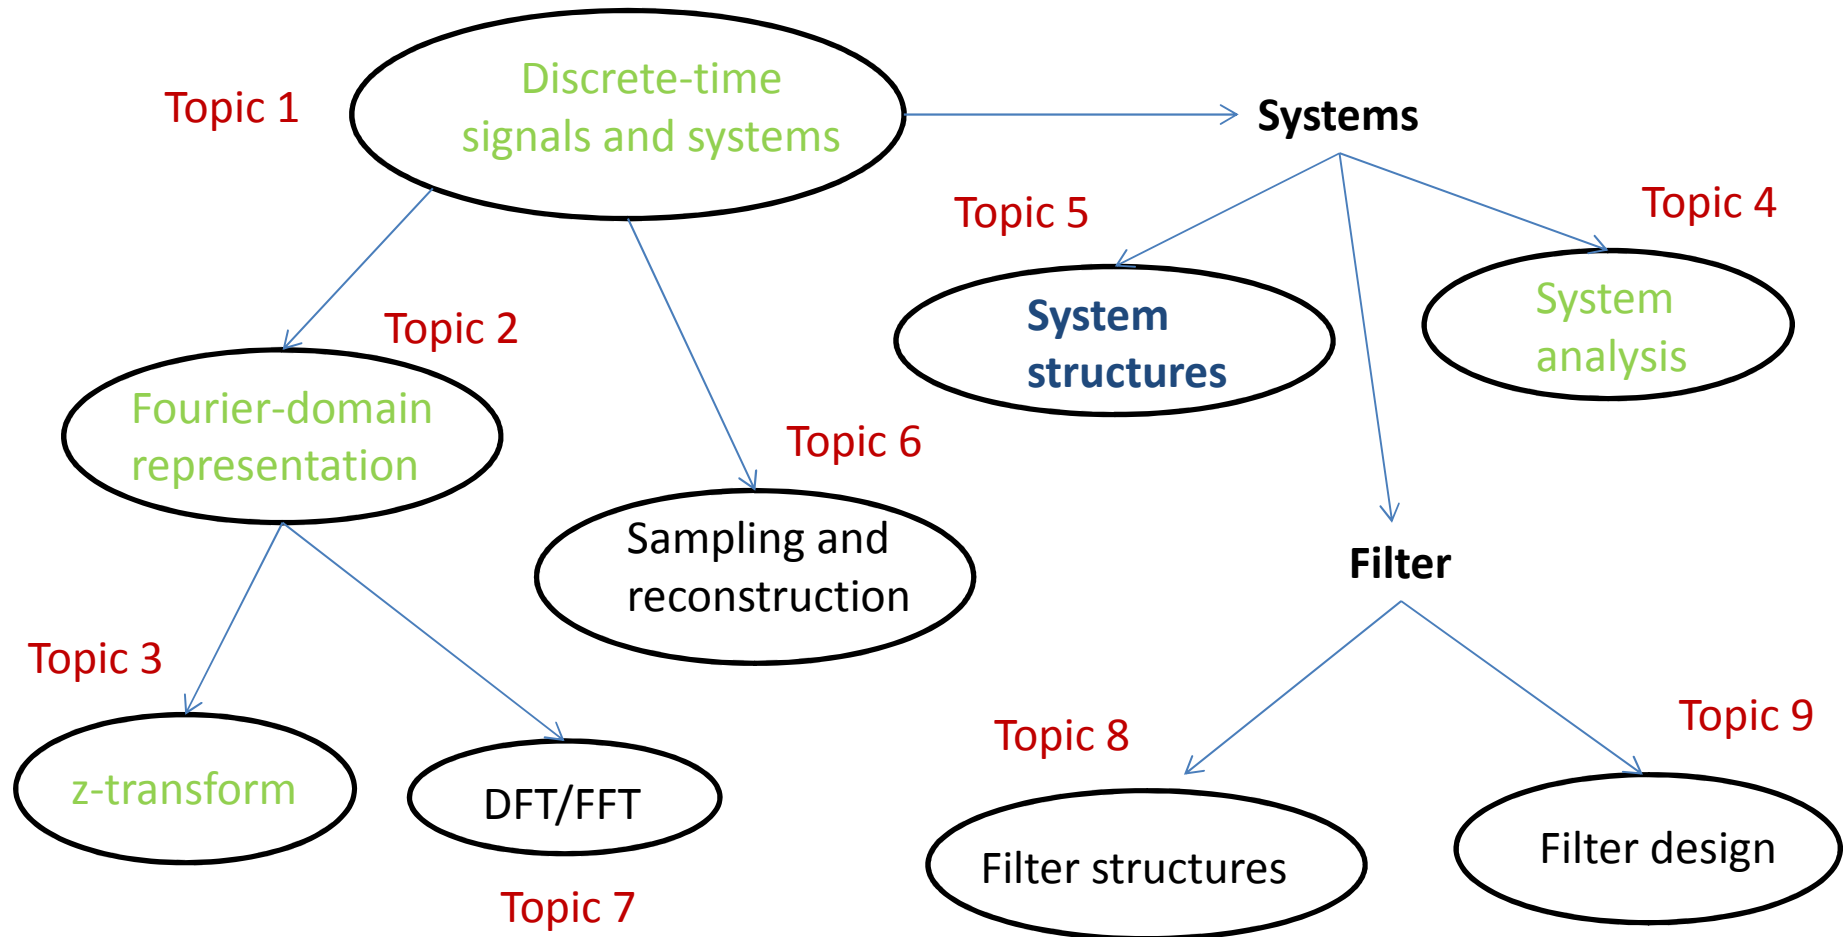 Topic 1
Discrete-time
signals and systems
Systems
Topic 5
Topic 4
System
structures
System
analysis
Topic 2
Fourier-domain
representation
Topic 6
Sampling and
reconstruction
Filter
Topic 3
z-transform
DFT/FFT
Topic 7
Topic 8
Filter structures
Topic 9
Filter design